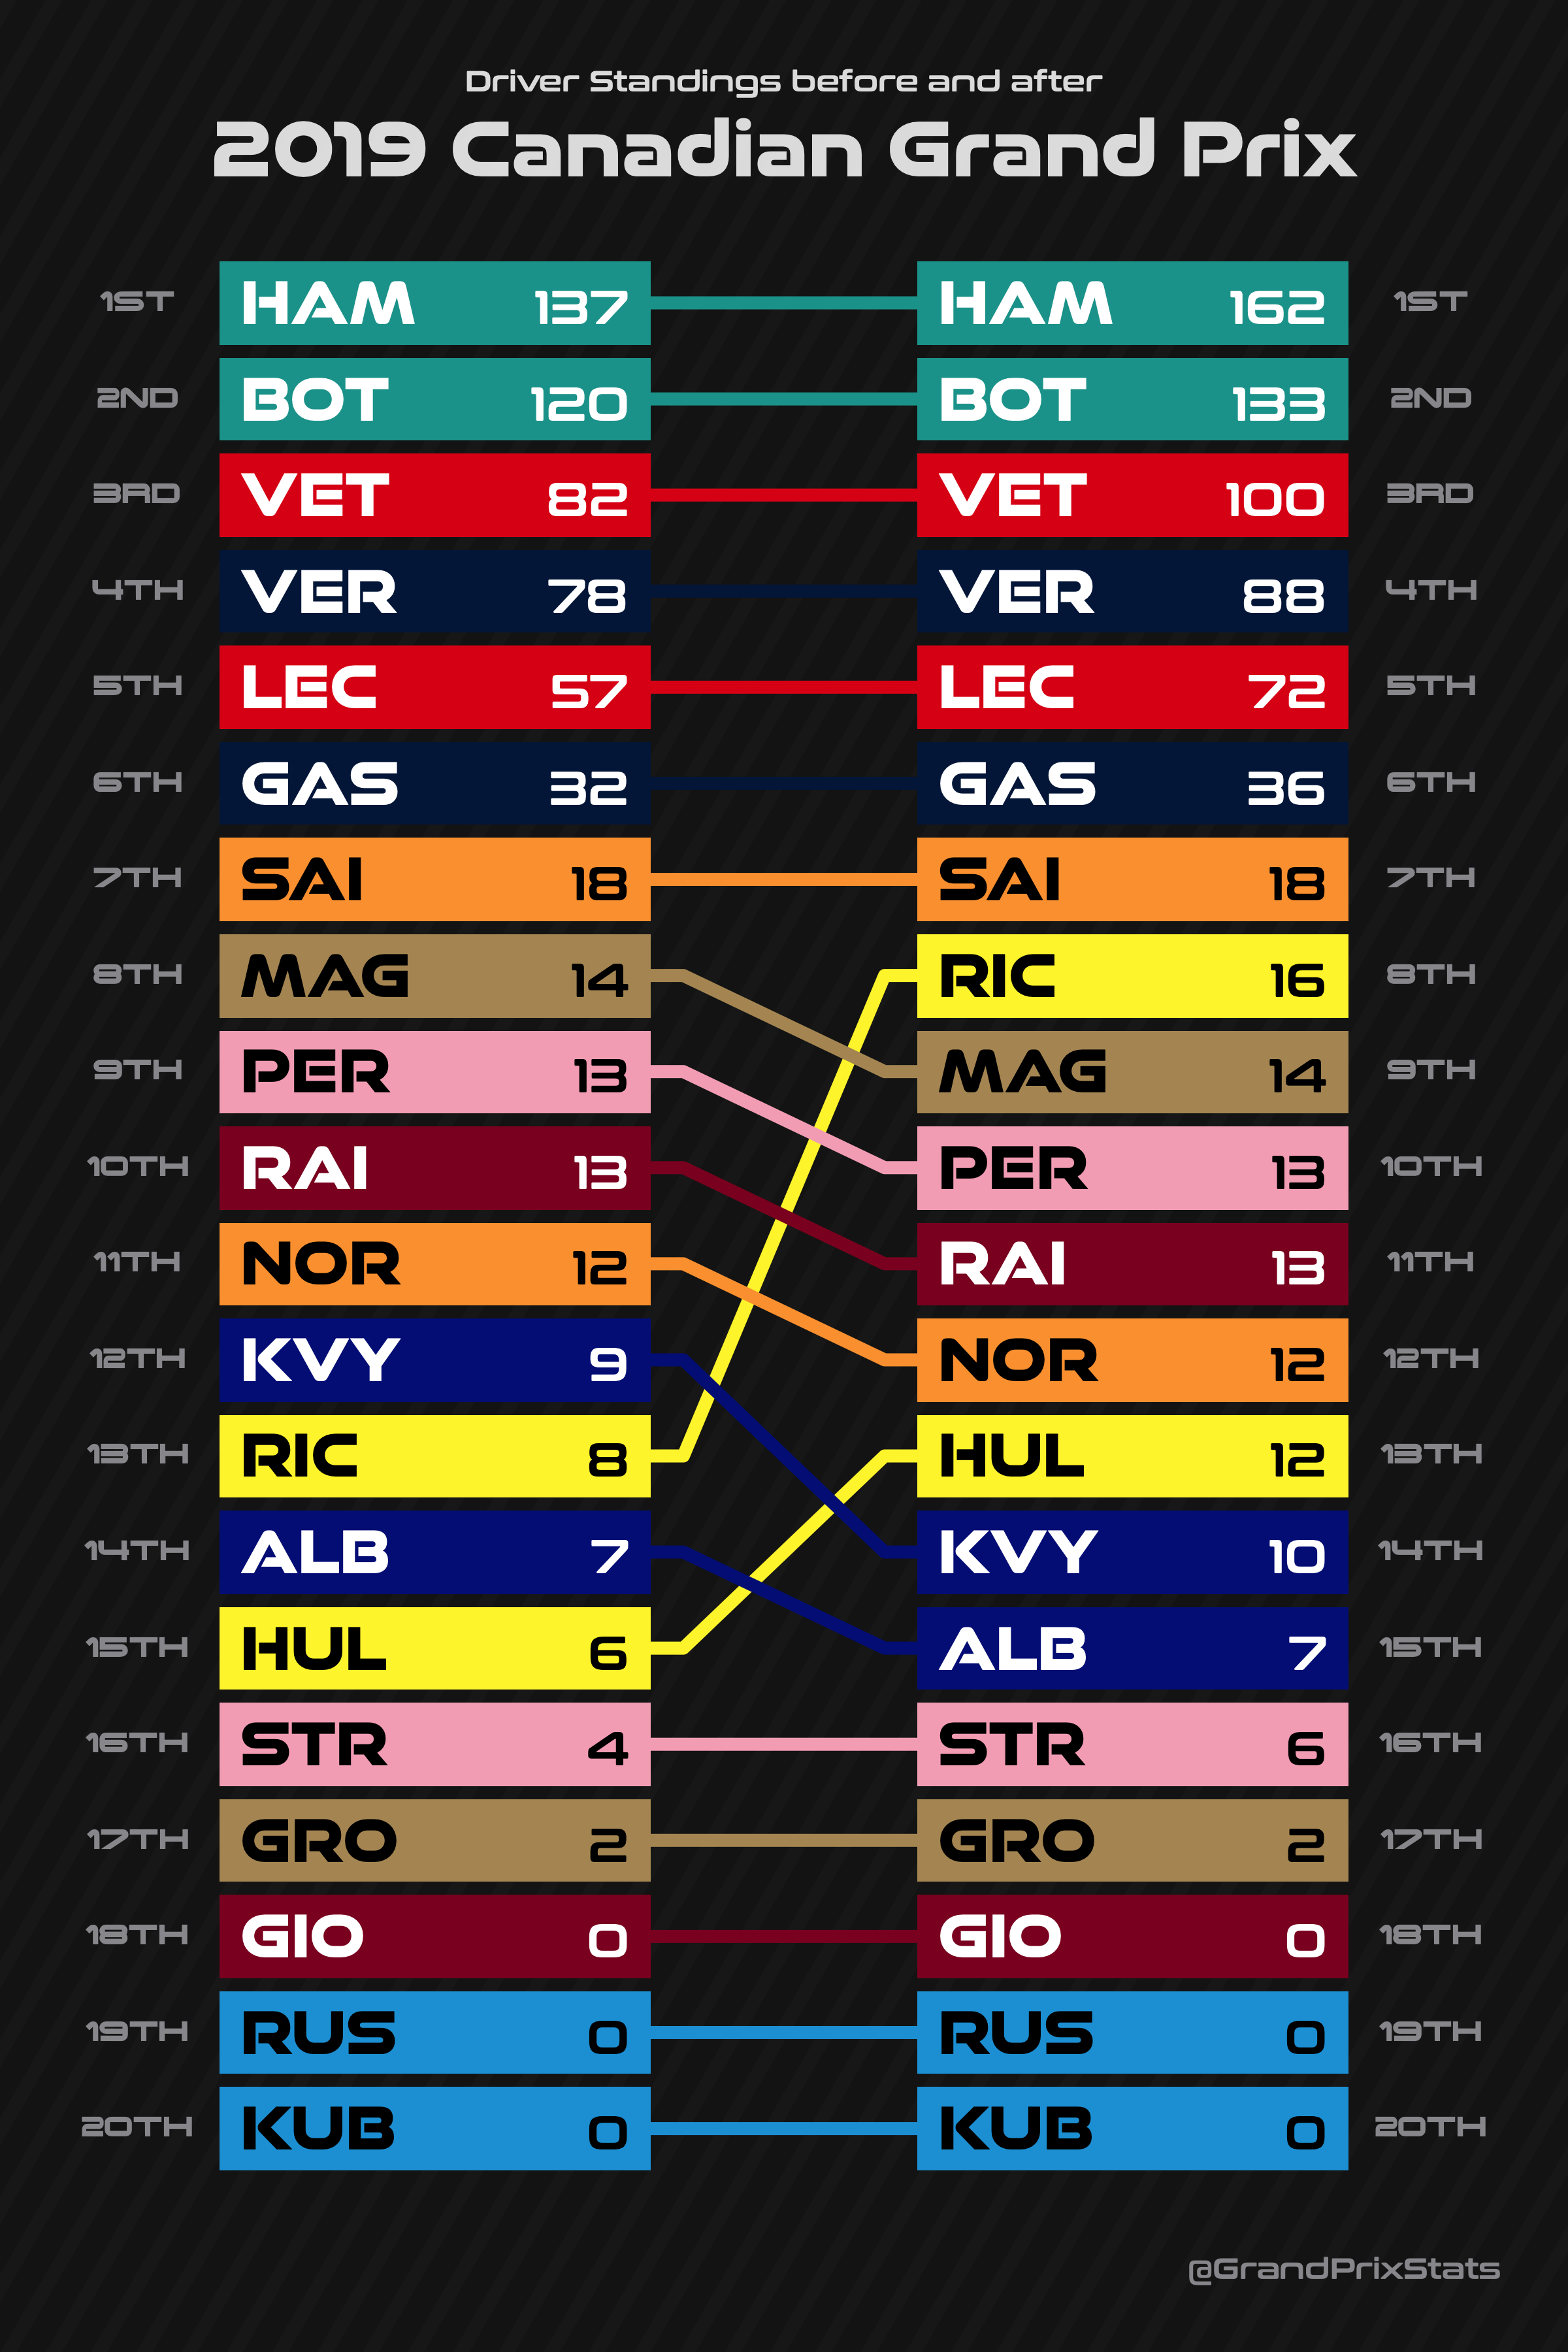 Driver Standings before and after
2019 Canadian Grand Prix
1ST HAM 137 HAM 162 1ST
2ND BOT 120 BOT 133 2ND
3RD VET 82 VET 100 3RD
4TH VER 78 VER 88 4TH
5TH LEC 57 LEC 72 5TH
6TH GAS 32 GAS 36 6TH
7TH SAI 18 SAI 18 7TH
8TH MAG 14 RIC 16 8TH
9TH PER 13 MAG 14 9TH
10TH RAI 13 PER 13 10TH
11TH NOR 12 RAI 13 11TH
12TH KVY 9 NOR 12 12TH
13TH RIC 8 HUL 12 13TH
14TH ALB 7 KVY 10 14TH
15TH HUL 6 ALB 7 15TH
16TH STR 4 STR 6 16TH
17TH GRO 2 GRO 2 17TH
18TH GIO 0 GIO 0 18TH
19TH RUS 0 RUS 0 19TH
20TH KUB 0 KUB 0 20TH
@GrandPrixStats